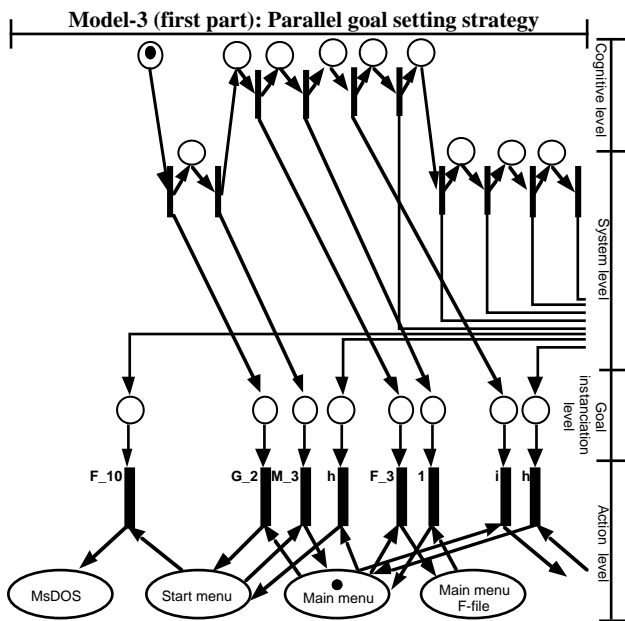 Model-3 (first part): Parallel goal setting strategy
Cognitive level
System level
Goal
instanciation
level
Action level
F_10
G_2
M_3
h
F_3
1
i
h
MsDOS
Start menu
Main menu
Main menu
F-file